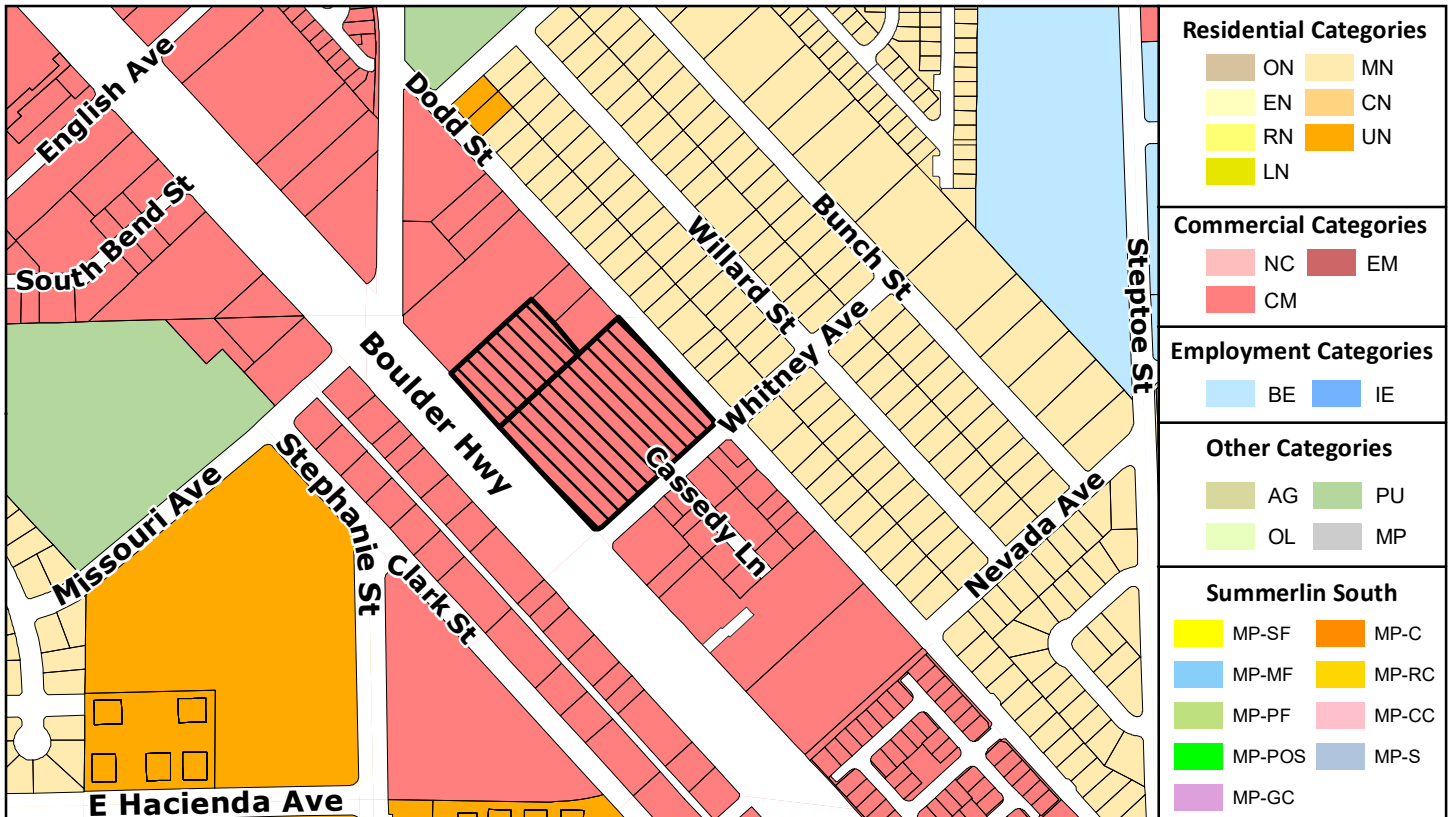 English Ave
South Bend St
Dodd St
Boulder Hwy
Willard St
Bunch St
Whitney Ave
Steptoe St
Cassedy Ln
Nevada Ave
Missouri Ave
Stephanie St
Clark St
E Hacienda Ave
Residential Categories
ON MN
EN CN
RN UN
LN
Commercial Categories
NC EM
CM
Employment Categories
BE IE
Other Categories
AG PU
OL MP
Summerlin South
MP-SF MP-C
MP-MF MP-RC
MP-PF MP-CC
MP-POS MP-S
MP-GC